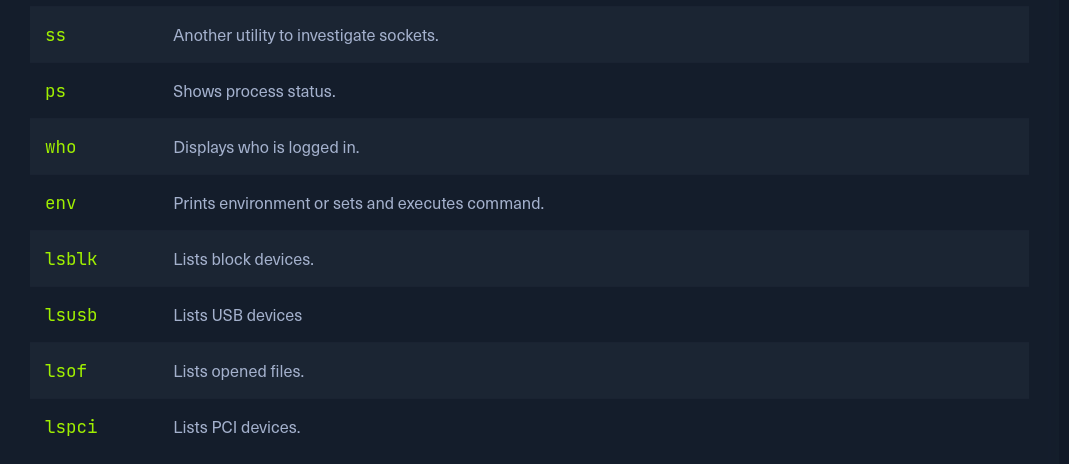 ss Another utility to investigate sockets.
ps Shows process status.
who Displays who is logged in.
env Prints environment or sets and executes command.
lsblk Lists block devices.
lsusb Lists USB devices
lsof Lists opened files.
lspci Lists PCI devices.